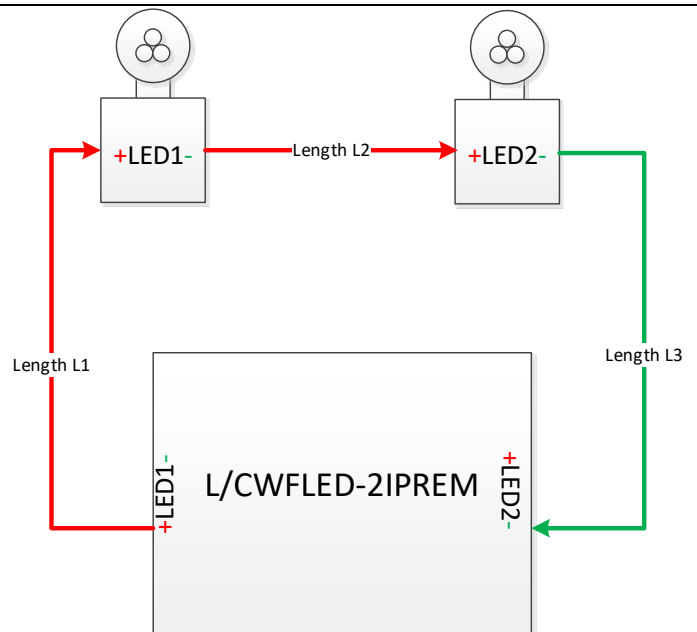 +LED1-
Length L2
+LED2-
Length L1
Length L3
+LED1-
L/CWFLED-2IPREM
+LED2-